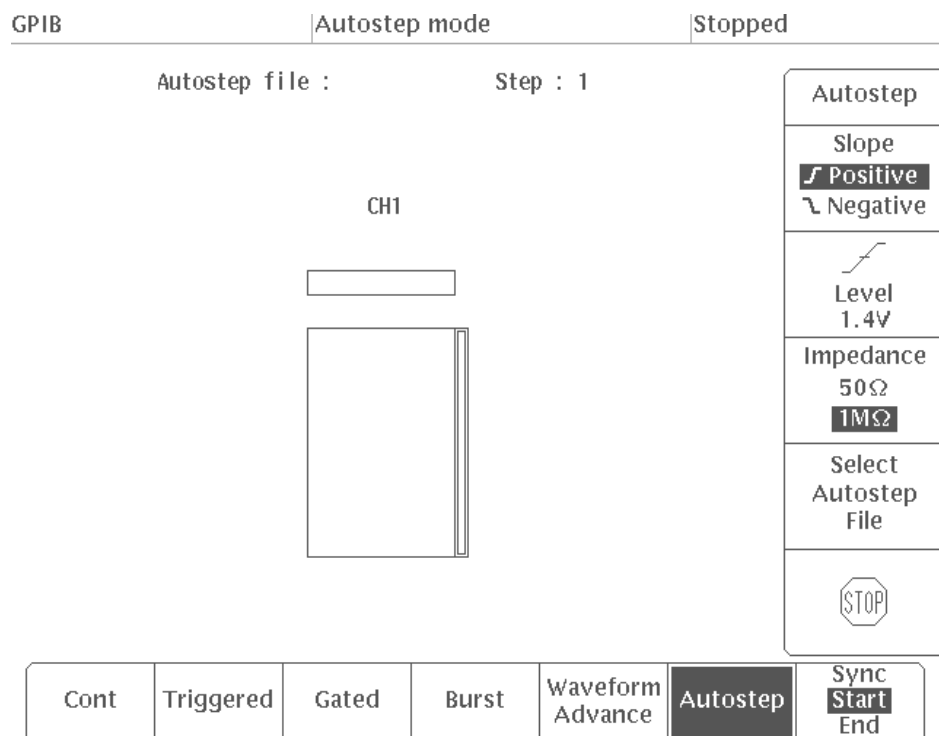 GPIB Autostep mode Stopped
Autostep file : Step : 1
CH1
Autostep
Slope
Positive
Negative
Level
1.4V
Impedance
50Ω
1MΩ
Select
Autostep
File
STOP
Cont
Triggered
Gated
Burst
Waveform
Advance
Autostep
Sync
Start
End